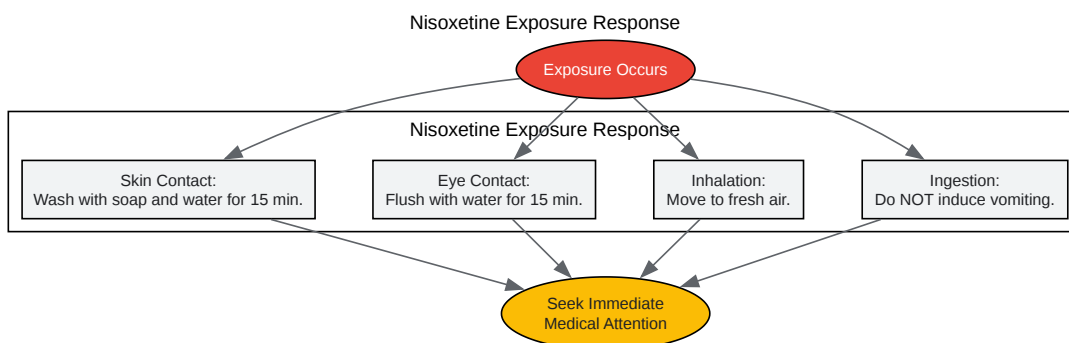 Nisoxetine Exposure Response
Exposure Occurs
Nisoxetine Exposure Response
Skin Contact:
Wash with soap and water for 15 min.
Eye Contact:
Flush with water for 15 min.
Inhalation:
Move to fresh air.
Ingestion:
Do NOT induce vomiting.
Seek Immediate
Medical Attention